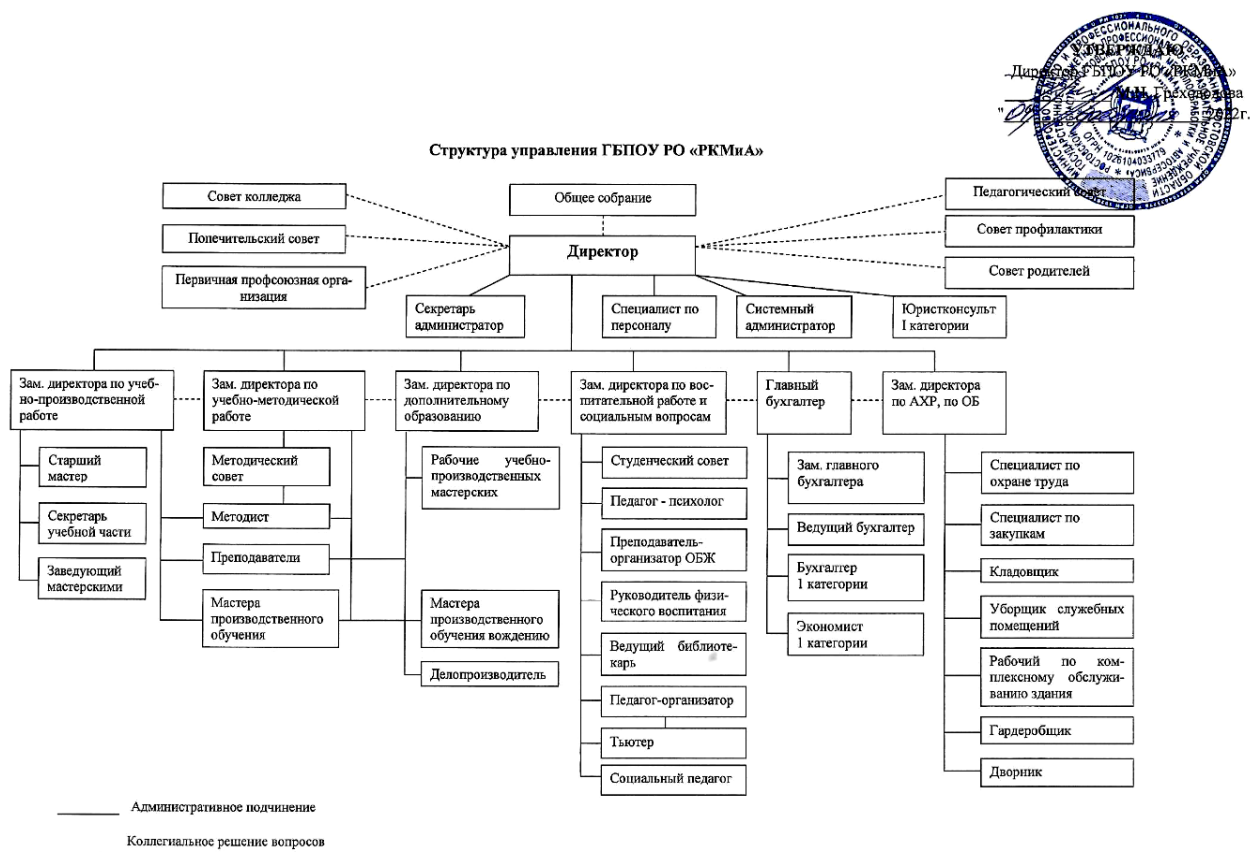 УТВЕРЖДАЮ
Директор ГБПОУ РО «РКМиА»
М.Н. Греховодова
2022г.
Структура управления ГБПОУ РО «РКМиА»
Совет колледжа
Общее собрание
Педагогический совет
Попечительский совет
Директор
Совет профилактики
Первичная профсоюзная орга-
низация
Совет родителей
Секретарь
администратор
Специалист по
персоналу
Системный
администратор
Юристконсульт
I категории
Зам. директора по учеб-
но-производственной
работе
Зам. директора по
учебно-методической
работе
Зам. директора по
дополнительному
образованию
Зам. директора по вос-
питательной работе и
социальным вопросам
Главный
бухгалтер
Зам. директора
по АХР, по ОБ
Старший
мастер
Секретарь
учебной части
Заведующий
мастерскими
Методический
совет
Методист
Преподаватели
Мастера
производственного
обучения
Рабочие учебно-
производственных
мастерских
Мастера
производственного
обучения вождению
Делопроизводитель
Студенческий совет
Педагог - психолог
Преподаватель-
организатор ОБЖ
Руководитель физи-
ческого воспитания
Ведущий библиоте-
карь
Педагог-организатор
Тьютер
Социальный педагог
Зам. главного
бухгалтера
Ведущий бухгалтер
Бухгалтер
1 категории
Экономист
1 категории
Специалист по
охране труда
Специалист по
закупкам
Кладовщик
Уборщик служебных
помещений
Рабочий по ком-
плексному обслужи-
ванию здания
Гардеробщик
Дворник
Административное подчинение
Коллегиальное решение вопросов
ОГРН 1026104033779